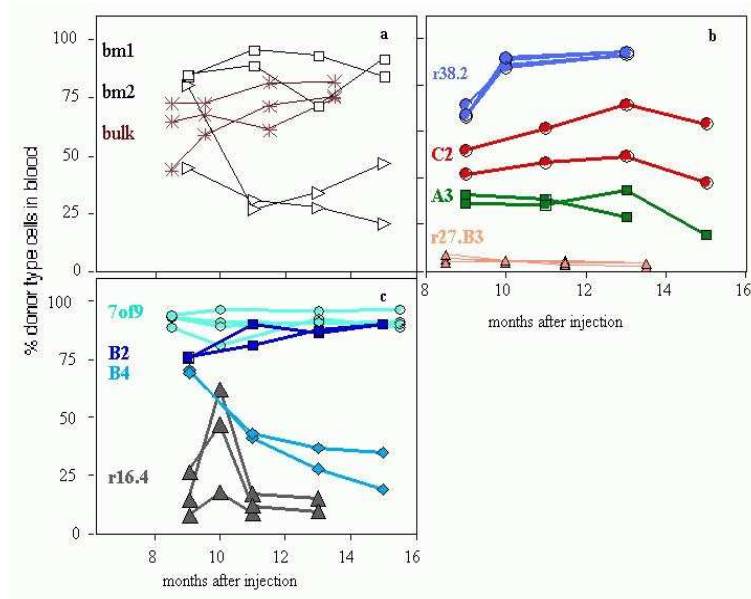 % donor type cells in blood
100
75
50
25
0
a
bm1
bm2
bulk
b
r38.2
C2
A3
r27.B3
8 10 12 14 16
months after injection
100
75
50
25
0
c
7of9
B2
B4
r16.4
8 10 12 14 16
months after injection